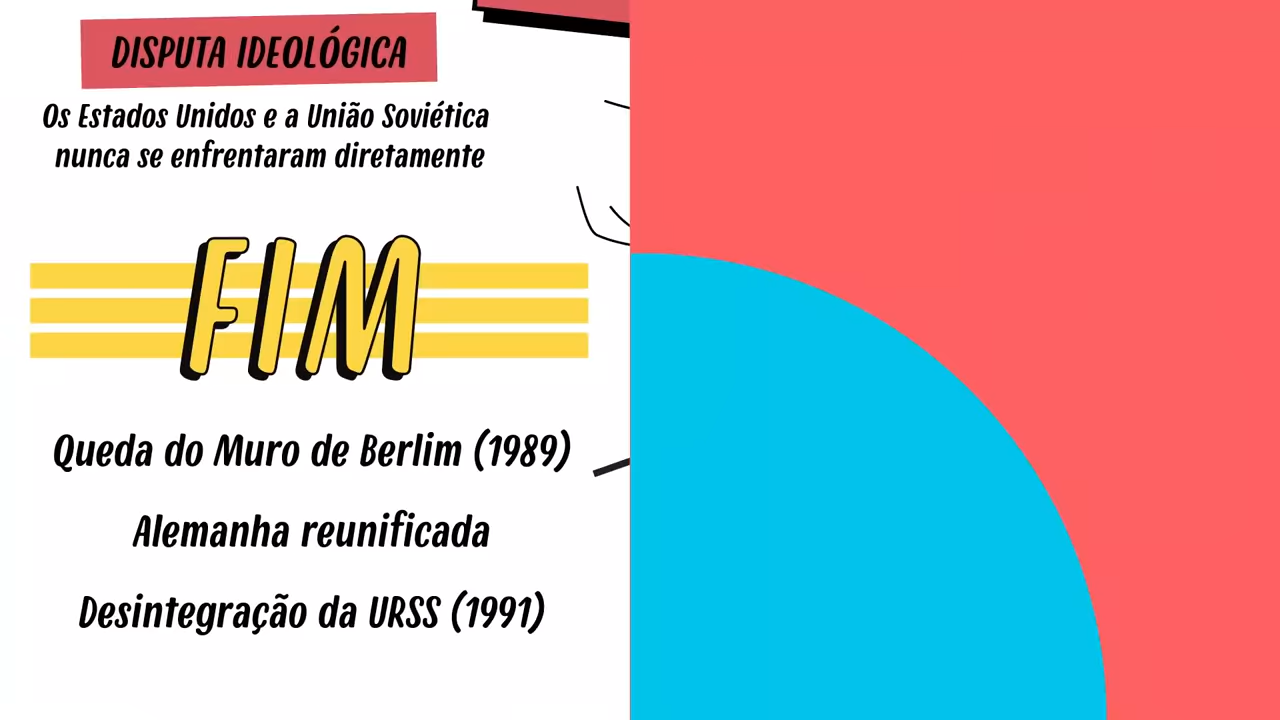 DISPUTA IDEOLÓGICA
Os Estados Unidos e a União Soviética
nunca se enfrentaram diretamente
FIM
Queda do Muro de Berlim (1989)
Alemanha reunificada
Desintegração da URSS (1991)